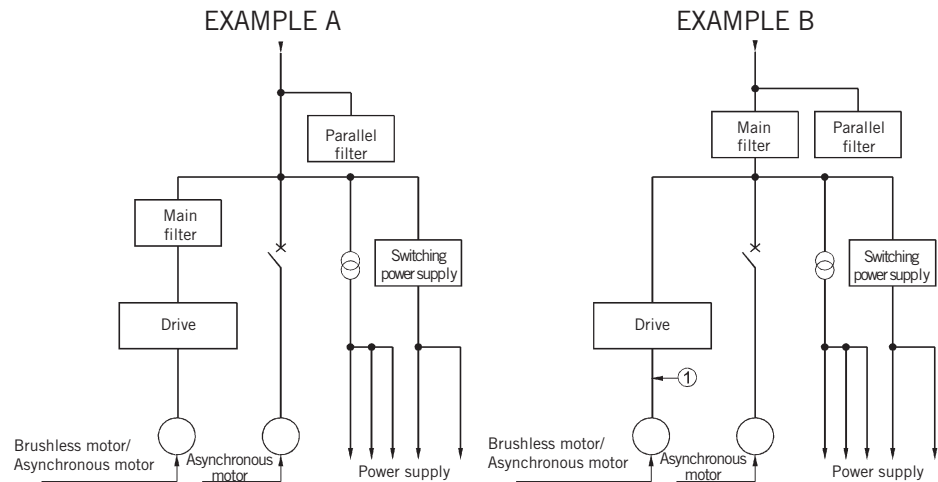 EXAMPLE A
Parallel
filter
Main
filter
Switching
power supply
Drive
Brushless motor/
Asynchronous motor
Asynchronous
motor
Power supply
EXAMPLE B
Main
filter
Parallel
filter
Switching
power supply
Drive
1
Brushless motor/
Asynchronous motor
Asynchronous
motor
Power supply